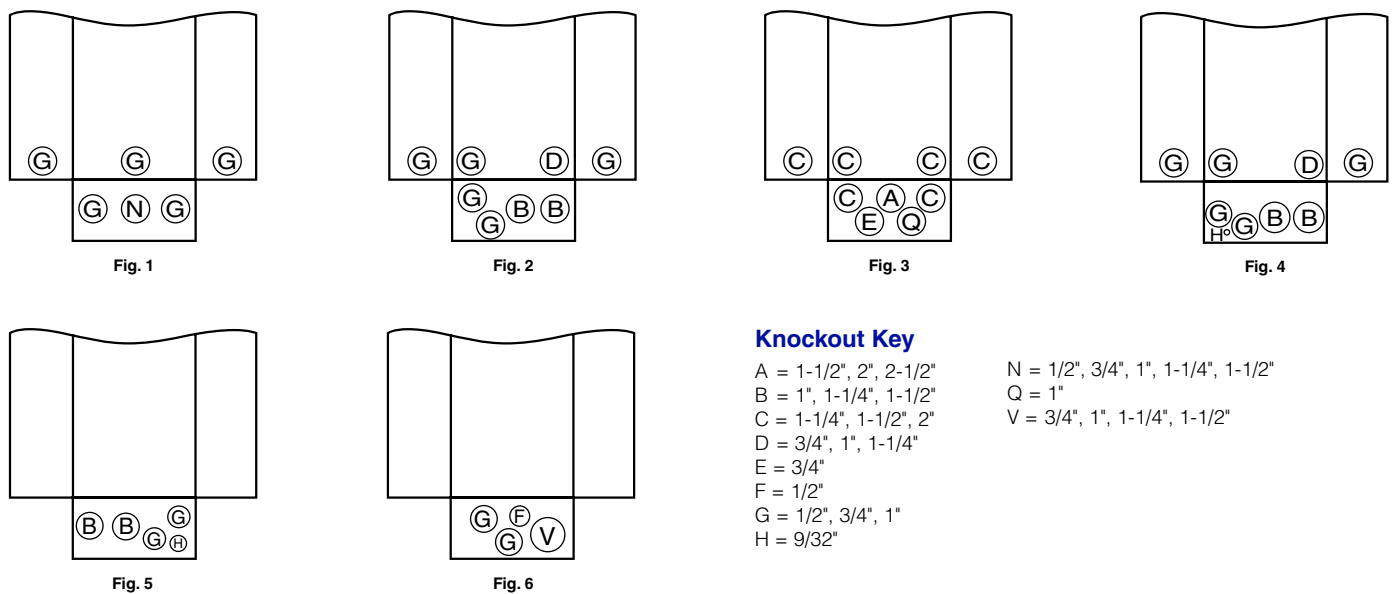 G G G
G N G
Fig. 1
G G D G
G G B B
Fig. 2
C C C C
C A C
E Q
Fig. 3
G G D G
G G B B
H
Fig. 4
B B G G H
Fig. 5
G F G V
Fig. 6
Knockout Key
A = 1-1/2", 2", 2-1/2"
B = 1", 1-1/4", 1-1/2"
C = 1-1/4", 1-1/2", 2"
D = 3/4", 1", 1-1/4"
E = 3/4"
F = 1/2"
G = 1/2", 3/4", 1"
H = 9/32"
N = 1/2", 3/4", 1", 1-1/4", 1-1/2"
Q = 1"
V = 3/4", 1", 1-1/4", 1-1/2"